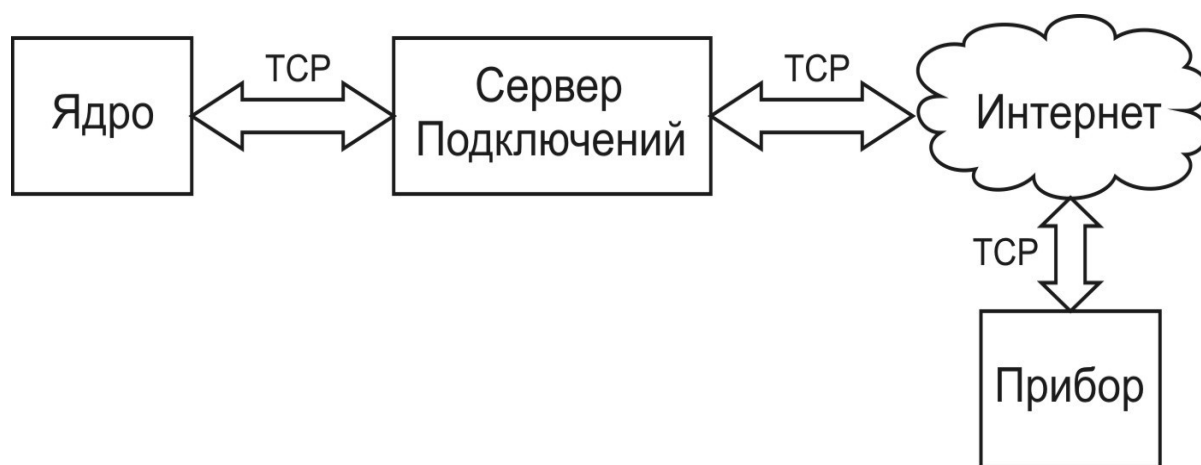 Ядро
TCP
Сервер
Подключений
TCP
Интернет
TCP
Прибор